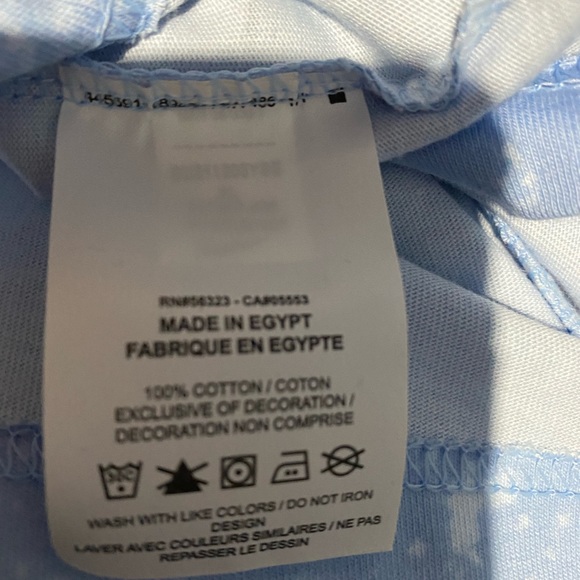 RN#56323 - CA#05553
MADE IN EGYPT
FABRIQUE EN EGYPTE
100% COTTON / COTON
EXCLUSIVE OF DECORATION /
DECORATION NON COMPRISE
WASH WITH LIKE COLORS / DO NOT IRON
DESIGN
LAVER AVEC COULEURS SIMILAIRES / NE PAS
REPASSER LE DESSIN